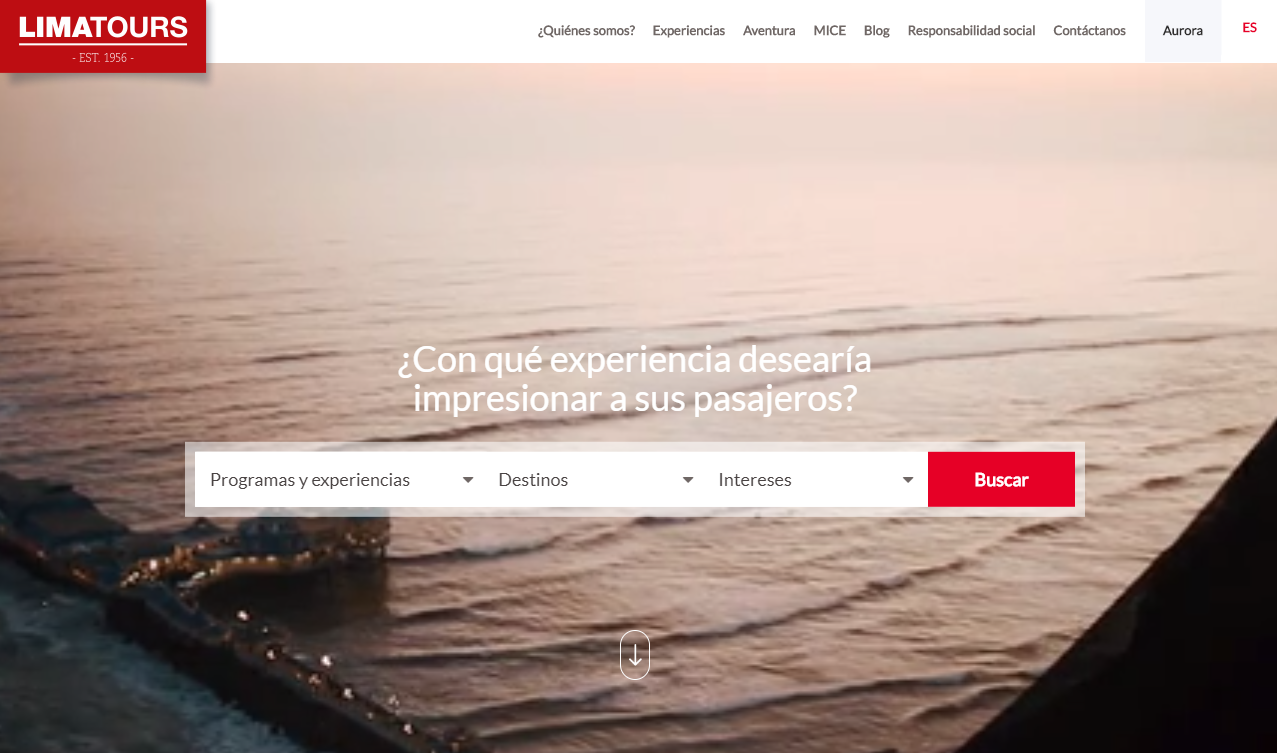 LIMATOURS
- EST. 1956 -
¿Quiénes somos? Experiencias Aventura MICE Blog Responsabilidad social Contáctanos Aurora ES
¿Con qué experiencia desearía
impresionar a sus pasajeros?
Programas y experiencias Destinos Intereses Buscar